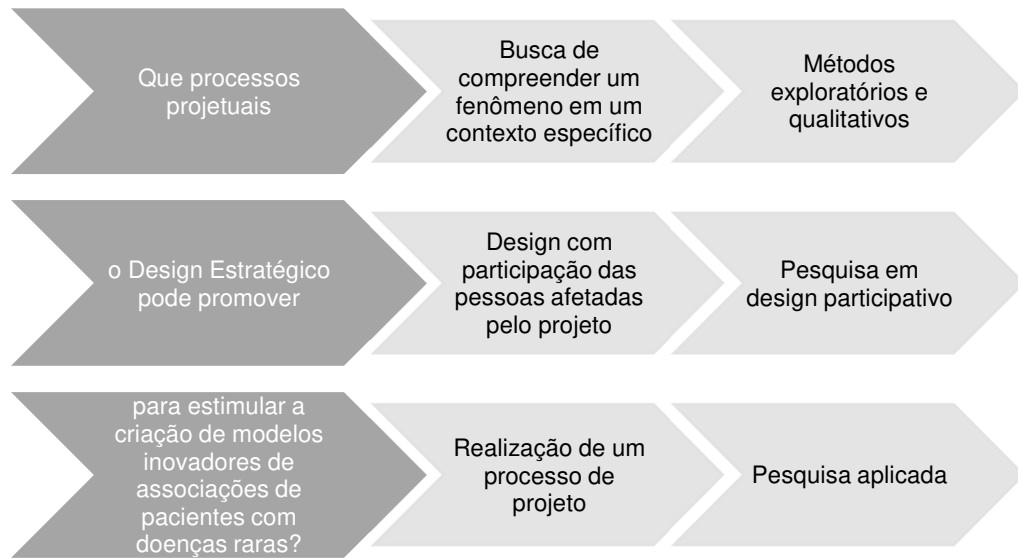 Que processos
projetuais
Busca de
compreender um
fenômeno em um
contexto específico
Métodos
exploratórios e
qualitativos
o Design Estratégico
pode promover
Design com
participação das
pessoas afetadas
pelo projeto
Pesquisa em
design participativo
para estimular a
criação de modelos
inovadores de
associações de
pacientes com
doenças raras?
Realização de um
processo de
projeto
Pesquisa aplicada